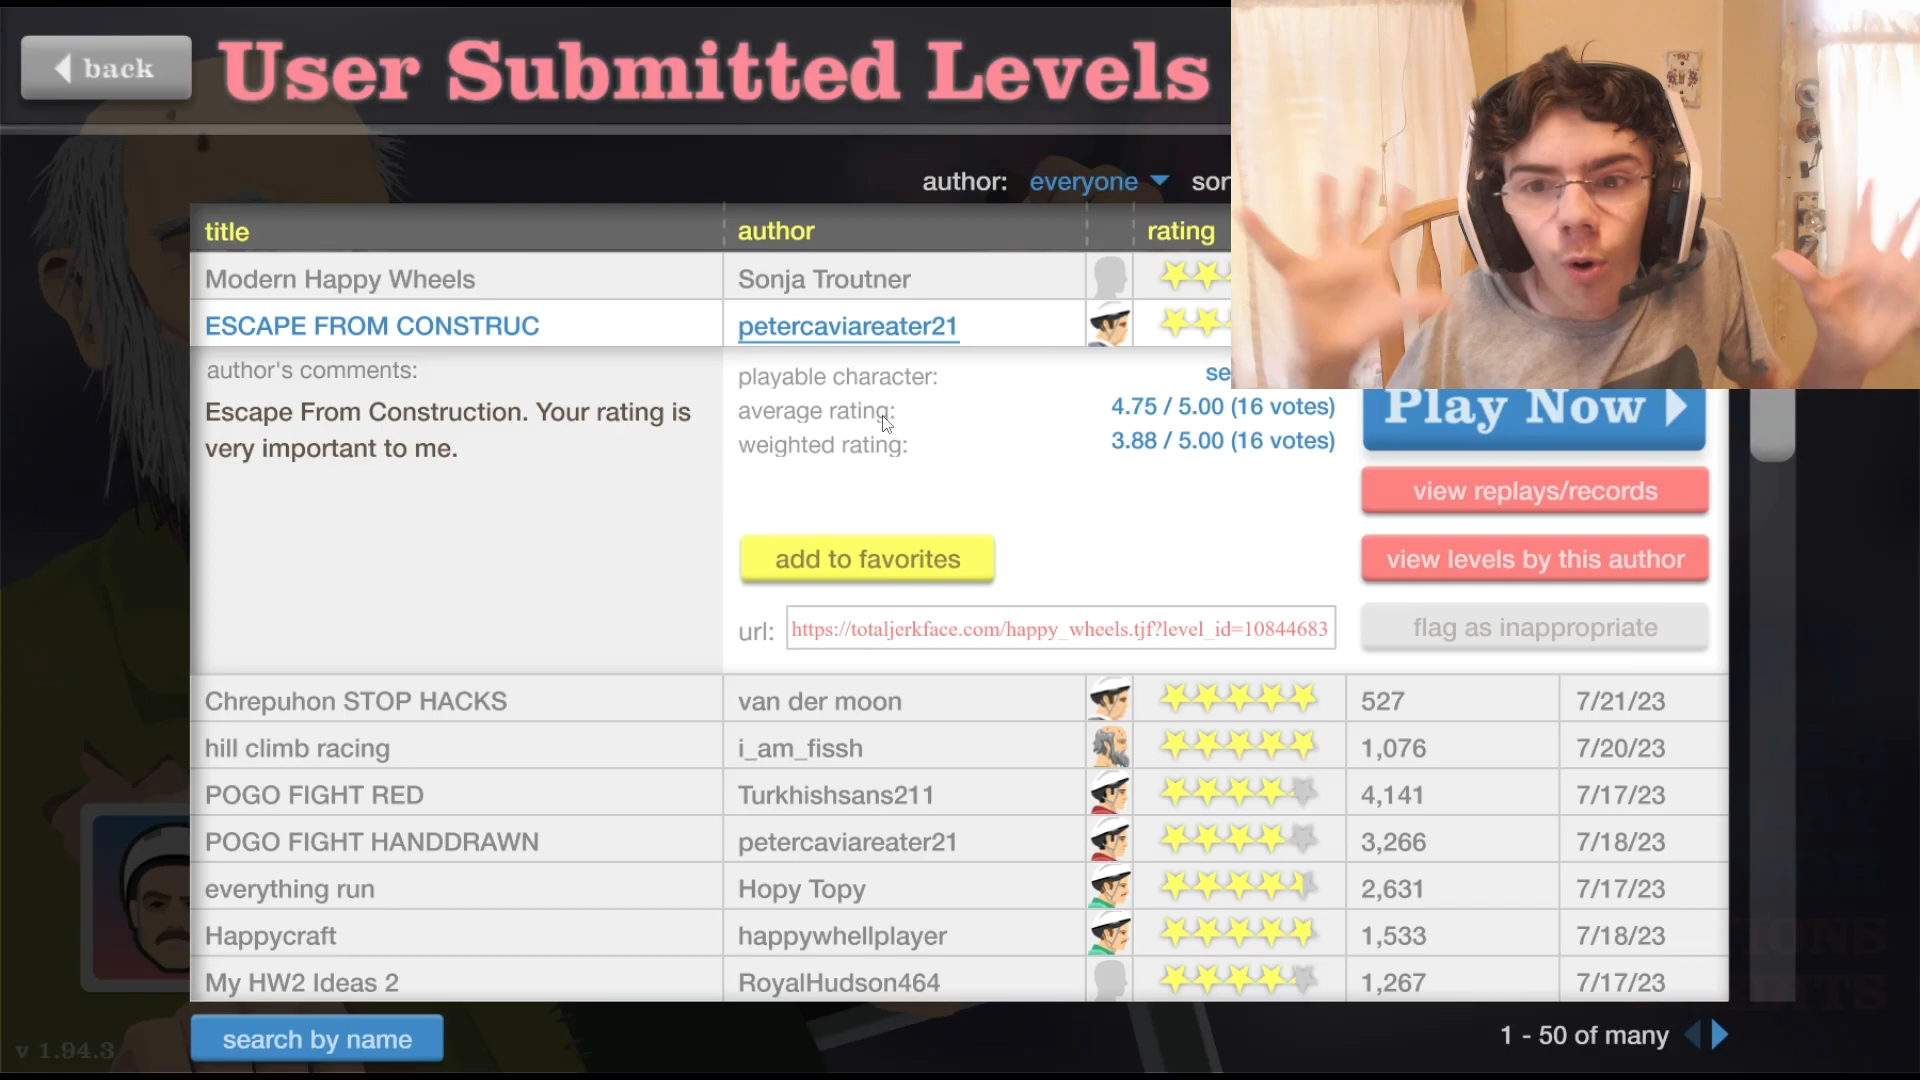 back
User Submitted Levels
author: everyone sor
title author rating
Modern Happy Wheels Sonja Troutner
ESCAPE FROM CONSTRUC petercaviareater21
author's comments:
Escape From Construction. Your rating is
very important to me.
playable character: se
average rating: 4.75 / 5.00 (16 votes)
weighted rating: 3.88 / 5.00 (16 votes)
Play Now
view replays/records
add to favorites
view levels by this author
url: https://totaljerkface.com/happy_wheels.tjf?level_id=10844683
flag as inappropriate
Chrepuhon STOP HACKS van der moon 527 7/21/23
hill climb racing i_am_fissh 1,076 7/20/23
POGO FIGHT RED Turkhishsans211 4,141 7/17/23
POGO FIGHT HANDDRAWN petercaviareater21 3,266 7/18/23
everything run Hopy Topy 2,631 7/17/23
Happycraft happywhellplayer 1,533 7/18/23
My HW2 Ideas 2 RoyalHudson464 1,267 7/17/23
search by name
1 - 50 of many
v 1.94.3